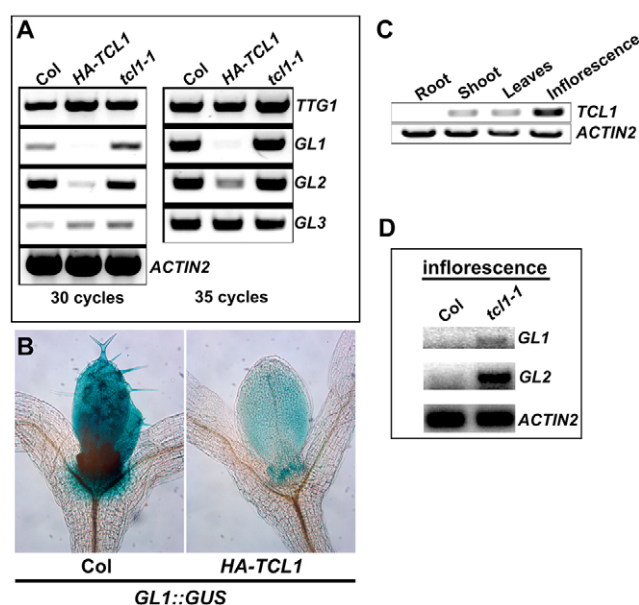 A
Col HA-TCL1 tcl1-1 Col HA-TCL1 tcl1-1
TTG1
GL1
GL2
GL3
ACTIN2
30 cycles 35 cycles
B
Col HA-TCL1
GL1::GUS
C
Root Shoot Leaves Inflorescence
TCL1
ACTIN2
D
inflorescence
Col tcl1-1
GL1
GL2
ACTIN2